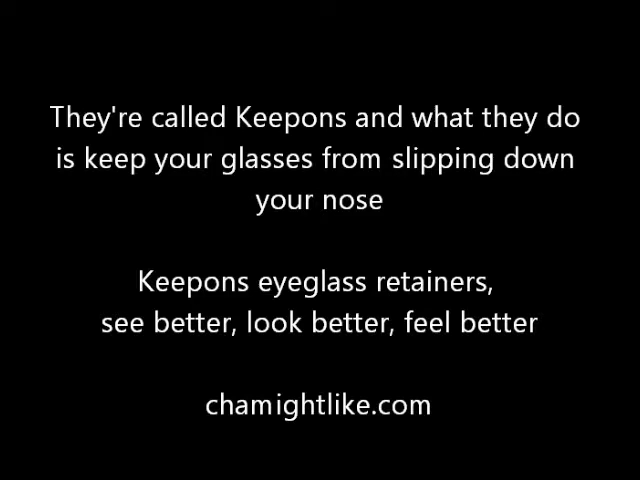 They're called Keepons and what they do
is keep your glasses from slipping down
your nose
Keepons eyeglass retainers,
see better, look better, feel better
chamightlike.com